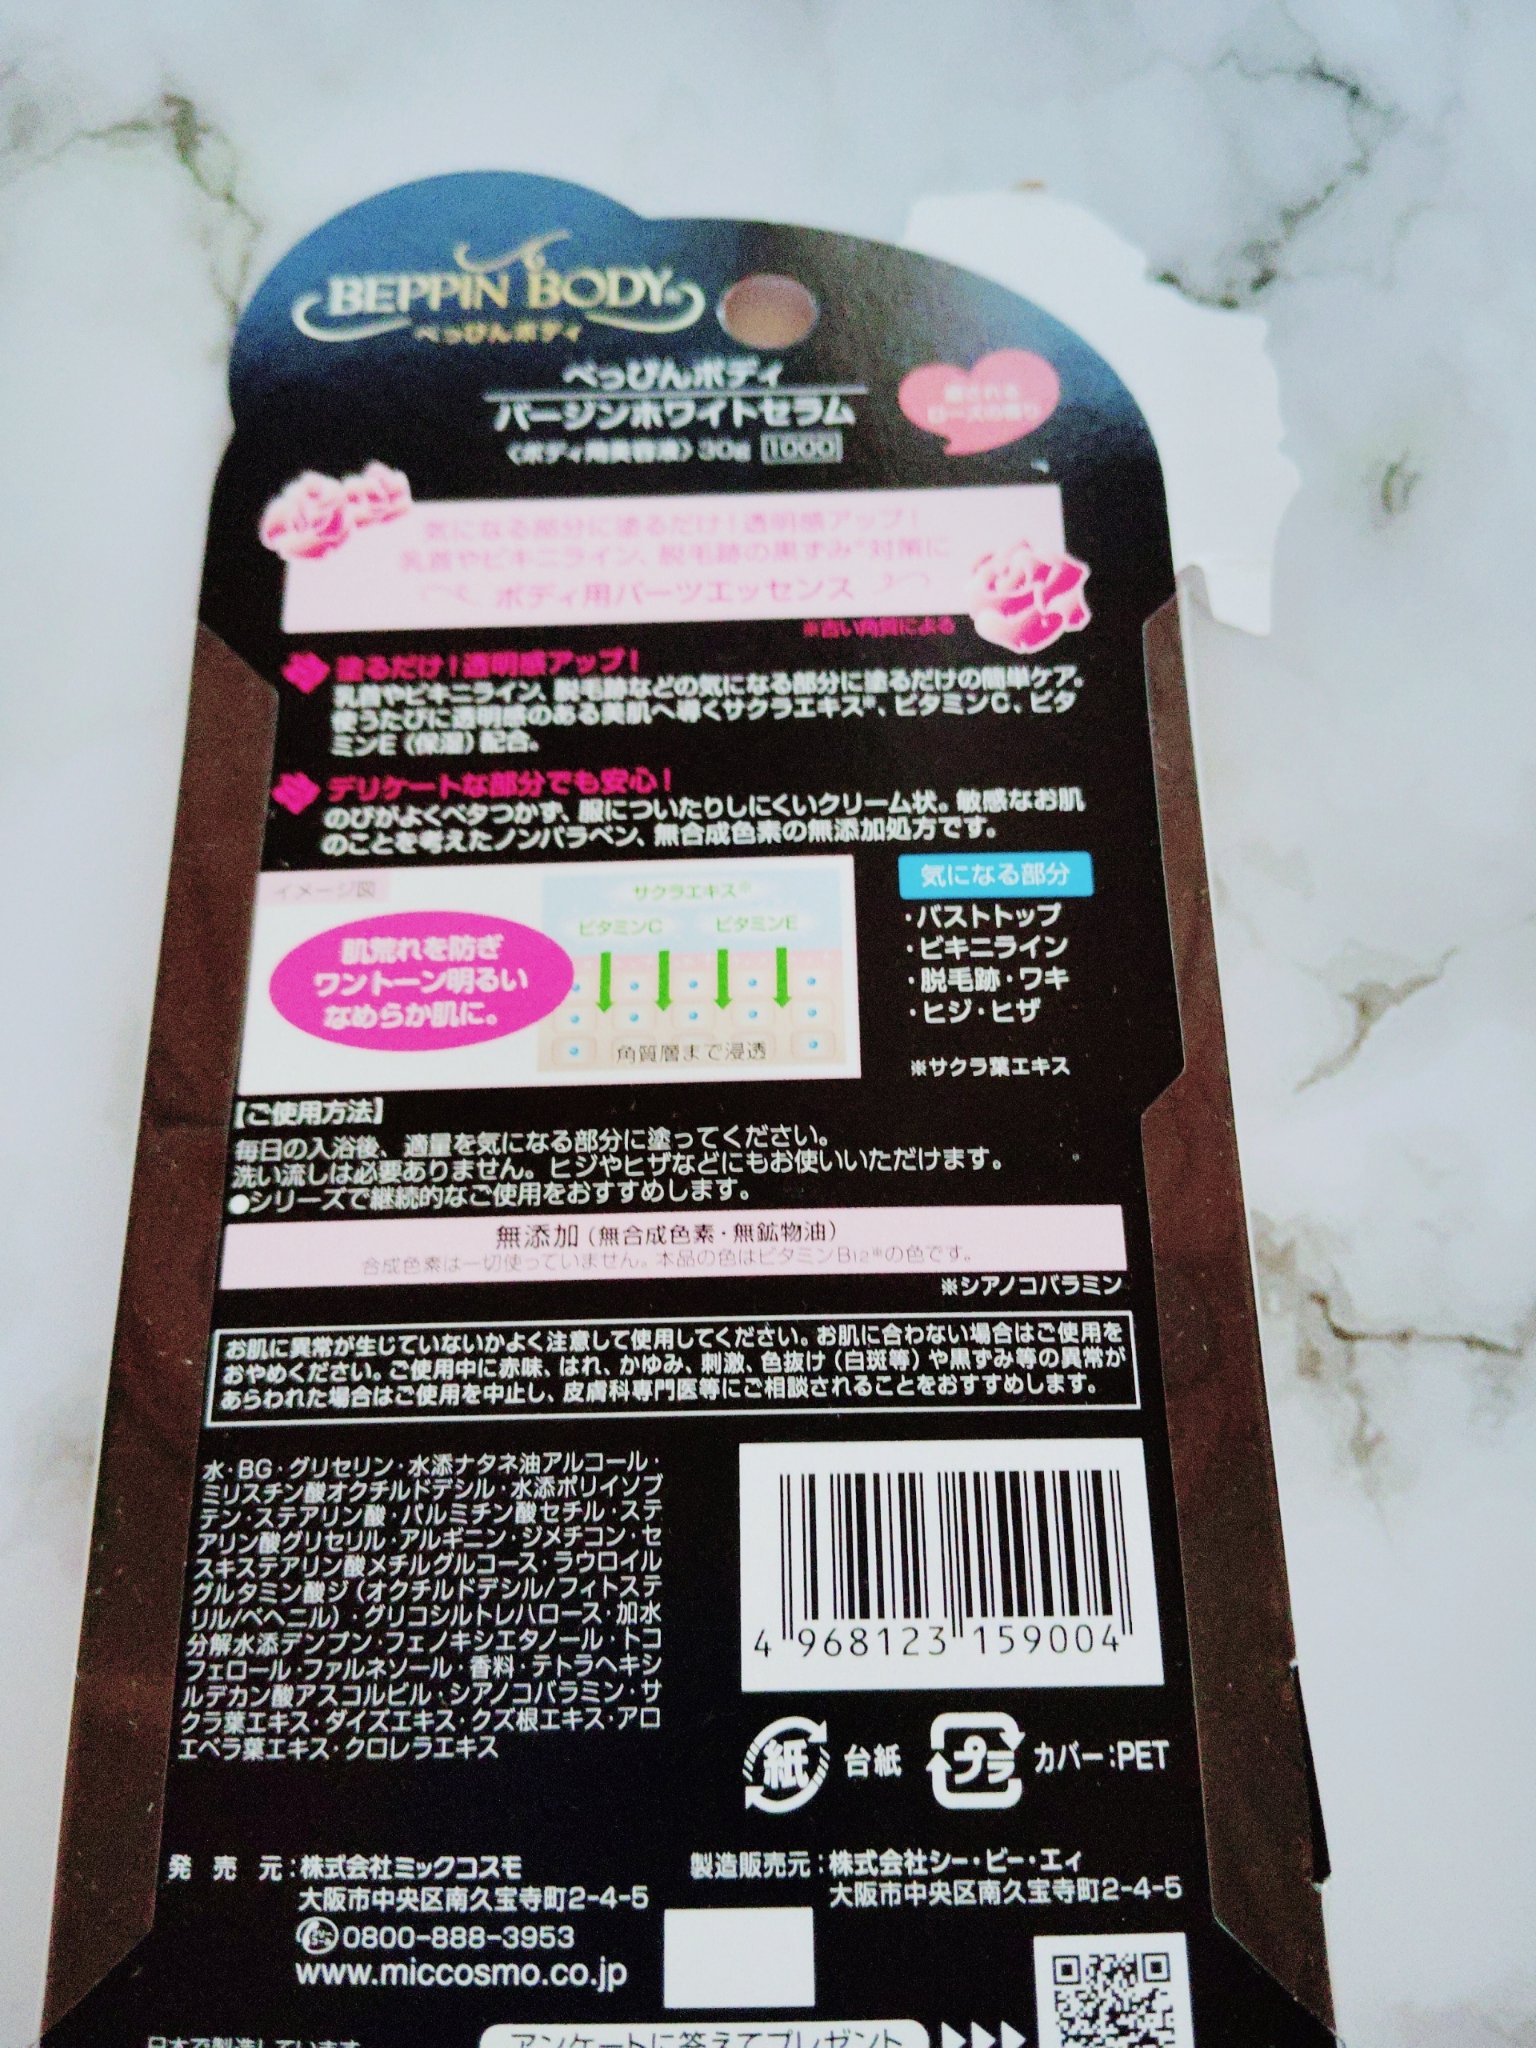 BEPPIN BODY
べっぴんボディ
べっぴんボディ
バージンホワイトセラム
〈ボディ用美容液〉30g 1000
癒される
ローズの香り
気になる部分に塗るだけ！透明感アップ！
乳首やビキニライン、脱毛跡の黒ずみ※対策に
ボディ用パーツエッセンス
※古い角質による
塗るだけ！透明感アップ！
乳首やビキニライン、脱毛跡などの気になる部分に塗るだけの簡単ケア。
使うたびに透明感のある美肌へ導くサクラエキス※、ビタミンC、ビタ
ミンE（保湿）配合。
デリケートな部分でも安心！
のびがよくベタつかず、服についたりしにくいクリーム状。敏感なお肌
のことを考えたノンパラベン、無合成色素の無添加処方です。
イメージ図
肌荒れを防ぎ
ワントーン明るい
なめらか肌に。
サクラエキス※
ビタミンC ビタミンE
角質層まで浸透
気になる部分
・バストトップ
・ビキニライン
・脱毛跡・ワキ
・ヒジ・ヒザ
※サクラ葉エキス
【ご使用方法】
毎日の入浴後、適量を気になる部分に塗ってください。
洗い流しは必要ありません。ヒジやヒザなどにもお使いいただけます。
●シリーズで継続的なご使用をおすすめします。
無添加（無合成色素・無鉱物油）
合成色素は一切使っていません。本品の色はビタミンB12※の色です。
※シアノコバラミン
お肌に異常が生じていないかよく注意して使用してください。お肌に合わない場合はご使用を
おやめください。ご使用中に赤味、はれ、かゆみ、刺激、色抜け（白斑等）や黒ずみ等の異常が
あらわれた場合はご使用を中止し、皮膚科専門医等にご相談されることをおすすめします。
水・BG・グリセリン・水添ナタネ油アルコール・
ミリスチン酸オクチルドデシル・水添ポリイソブ
テン・ステアリン酸・パルミチン酸セチル・ステ
アリン酸グリセリル・アルギニン・ジメチコン・セ
スキステアリン酸メチルグルコース・ラウロイル
グルタミン酸ジ（オクチルドデシル/フィトステ
リル/ベヘニル）・グリコシルトレハロース・加水
分解水添デンプン・フェノキシエタノール・トコ
フェロール・ファルネソール・香料・テトラヘキシ
ルデカン酸アスコルビル・シアノコバラミン・サ
クラ葉エキス・ダイズエキス・クズ根エキス・アロ
エベラ葉エキス・クロレラエキス
4 968123 159004
紙 台紙 プラ カバー：PET
発 売 元：株式会社ミックコスモ
大阪市中央区南久宝寺町2-4-5
0800-888-3953
www.miccosmo.co.jp
製造販売元：株式会社シー・ビー・エィ
大阪市中央区南久宝寺町2-4-5
日本で製造しています
アンケートに答えてプレゼント